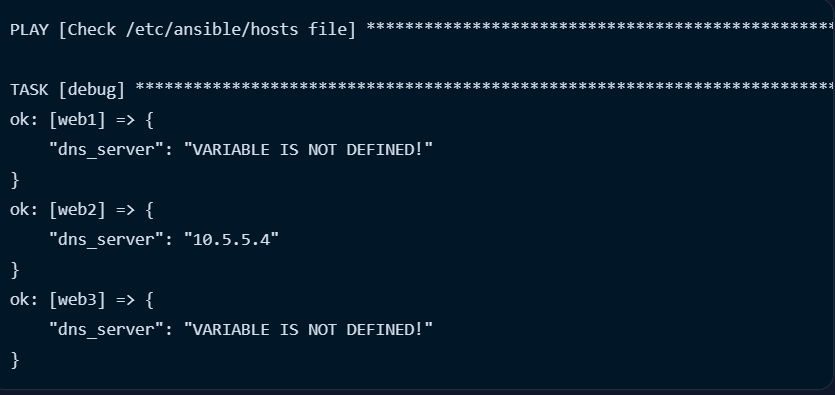 PLAY [Check /etc/ansible/hosts file] *************************************************
TASK [debug] *************************************************************************
ok: [web1] => {
    "dns_server": "VARIABLE IS NOT DEFINED!"
}
ok: [web2] => {
    "dns_server": "10.5.5.4"
}
ok: [web3] => {
    "dns_server": "VARIABLE IS NOT DEFINED!"
}